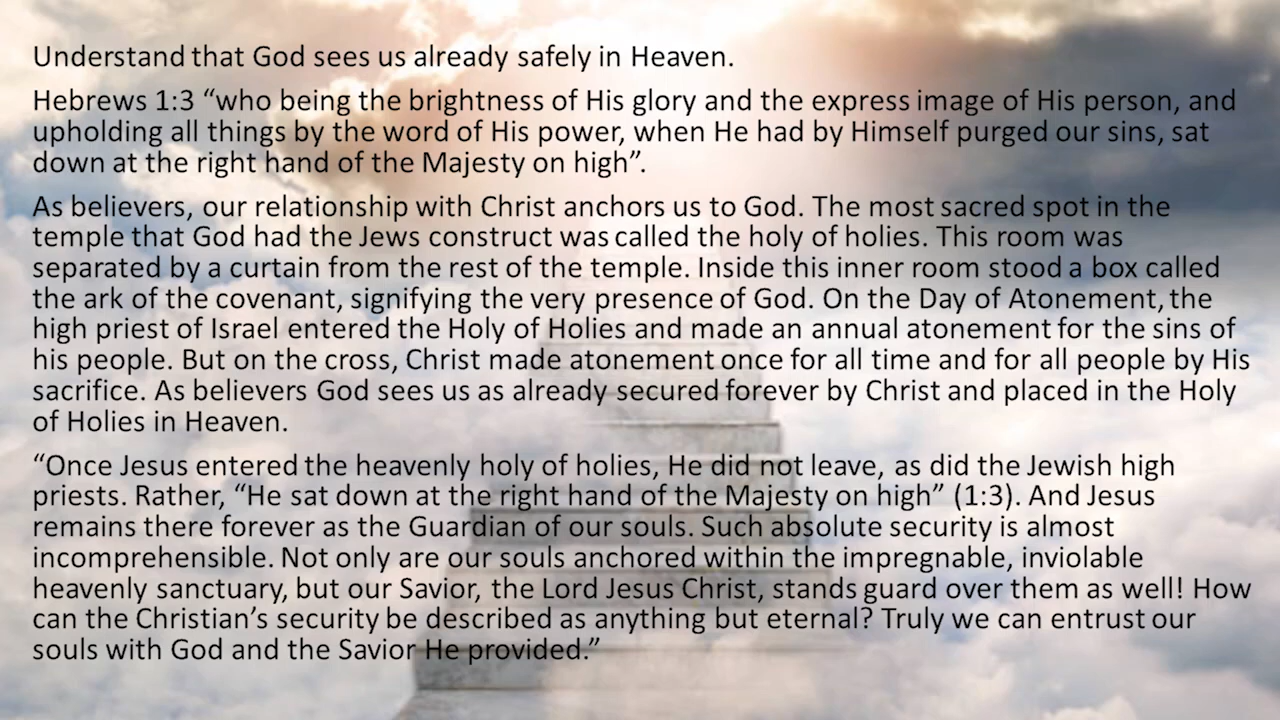 Understand that God sees us already safely in Heaven.
Hebrews 1:3 “who being the brightness of His glory and the express image of His person, and
upholding all things by the word of His power, when He had by Himself purged our sins, sat
down at the right hand of the Majesty on high”.
As believers, our relationship with Christ anchors us to God. The most sacred spot in the
temple that God had the Jews construct was called the holy of holies. This room was
separated by a curtain from the rest of the temple. Inside this inner room stood a box called
the ark of the covenant, signifying the very presence of God. On the Day of Atonement, the
high priest of Israel entered the Holy of Holies and made an annual atonement for the sins of
his people. But on the cross, Christ made atonement once for all time and for all people by His
sacrifice. As believers God sees us as already secured forever by Christ and placed in the Holy
of Holies in Heaven.
“Once Jesus entered the heavenly holy of holies, He did not leave, as did the Jewish high
priests. Rather, “He sat down at the right hand of the Majesty on high” (1:3). And Jesus
remains there forever as the Guardian of our souls. Such absolute security is almost
incomprehensible. Not only are our souls anchored within the impregnable, inviolable
heavenly sanctuary, but our Savior, the Lord Jesus Christ, stands guard over them as well! How
can the Christian’s security be described as anything but eternal? Truly we can entrust our
souls with God and the Savior He provided.”